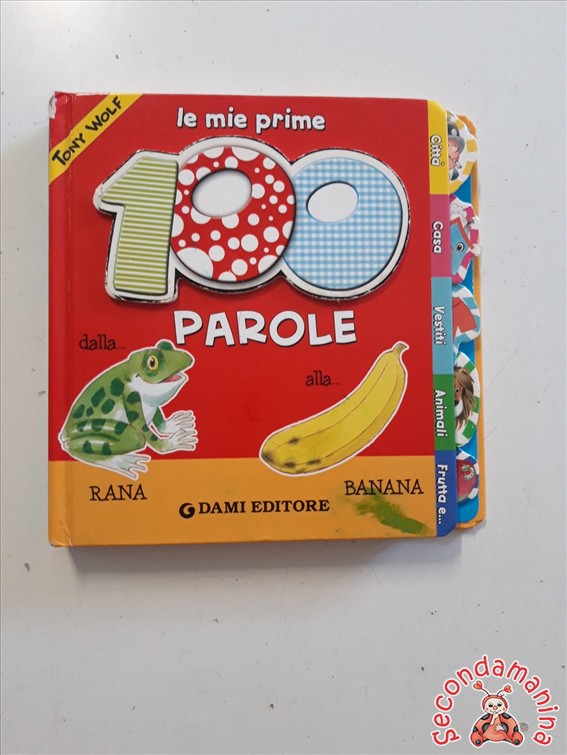 TONY WOLF
le mie prime
100
PAROLE
dalla...
alla...
RANA
BANANA
DAMI EDITORE
Città
Casa
Vestiti
Animali
Frutta e...
Secondamanina